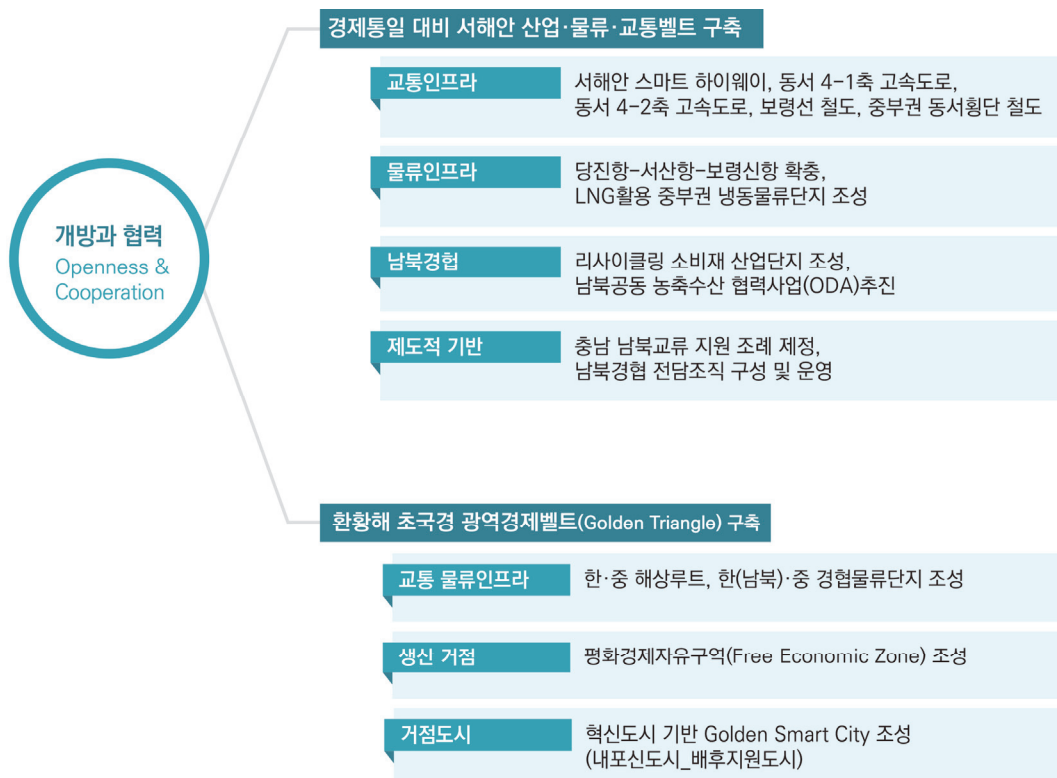 개방과 협력
Openness &
Cooperation
경제통일 대비 서해안 산업·물류·교통벨트 구축
교통인프라
서해안 스마트 하이웨이, 동서 4-1축 고속도로,
동서 4-2축 고속도로, 보령선 철도, 중부권 동서횡단 철도
물류인프라
당진항-서산항-보령신항 확충,
LNG활용 중부권 냉동물류단지 조성
남북경협
리사이클링 소비재 산업단지 조성,
남북공동 농축수산 협력사업(ODA)추진
제도적 기반
충남 남북교류 지원 조례 제정,
남북경협 전담조직 구성 및 운영
환황해 초국경 광역경제벨트(Golden Triangle) 구축
교통 물류인프라
한·중 해상루트, 한(남북)·중 경협물류단지 조성
생신 거점
평화경제자유구역(Free Economic Zone) 조성
거점도시
혁신도시 기반 Golden Smart City 조성
(내포신도시_배후지원도시)